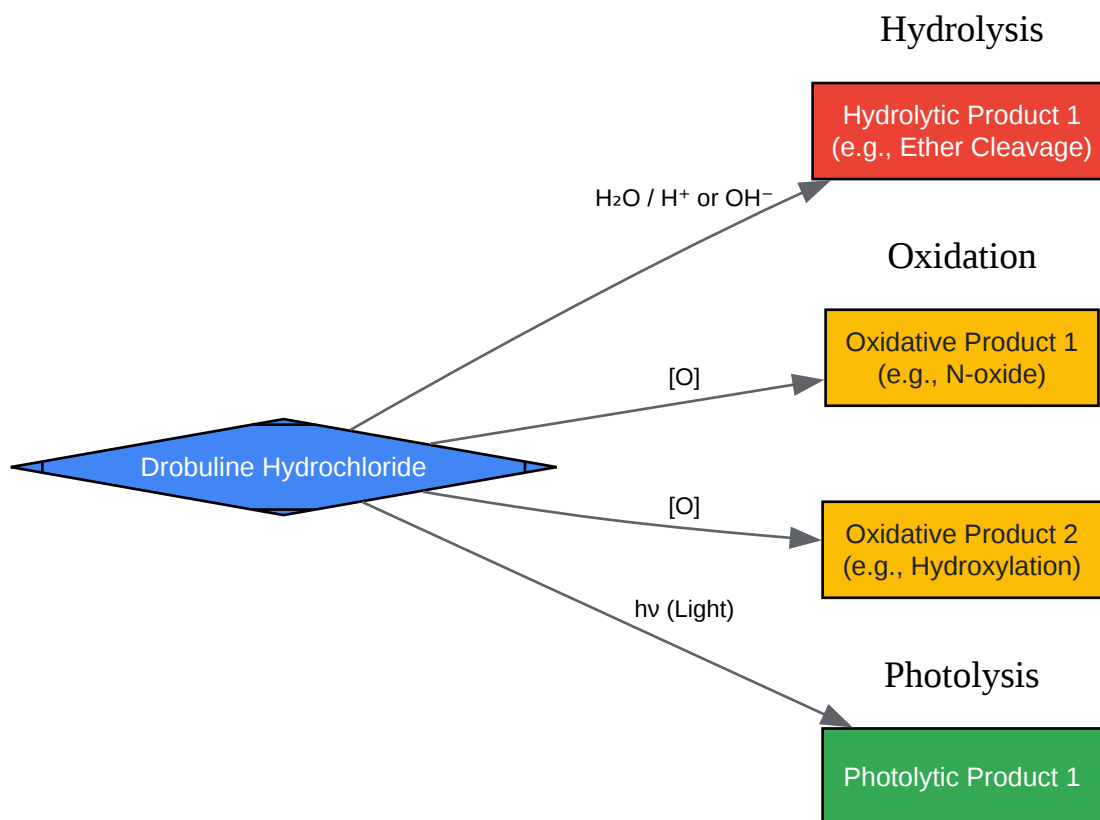 Hydrolysis
Hydrolytic Product 1
(e.g., Ether Cleavage)
H₂O / H⁺ or OH⁻
Oxidation
Oxidative Product 1
(e.g., N-oxide)
[O]
Drobuline Hydrochloride
[O]
Oxidative Product 2
(e.g., Hydroxylation)
hν (Light)
Photolysis
Photolytic Product 1